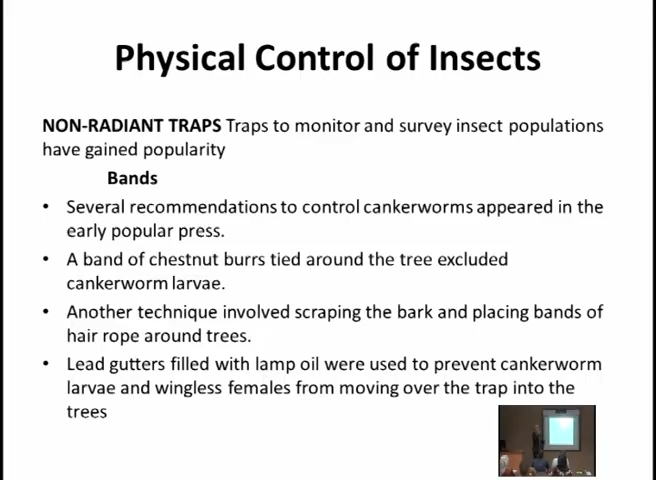 Physical Control of Insects
NON-RADIANT TRAPS Traps to monitor and survey insect populations
have gained popularity
Bands
• Several recommendations to control cankerworms appeared in the
early popular press.
• A band of chestnut burrs tied around the tree excluded
cankerworm larvae.
• Another technique involved scraping the bark and placing bands of
hair rope around trees.
• Lead gutters filled with lamp oil were used to prevent cankerworm
larvae and wingless females from moving over the trap into the
trees